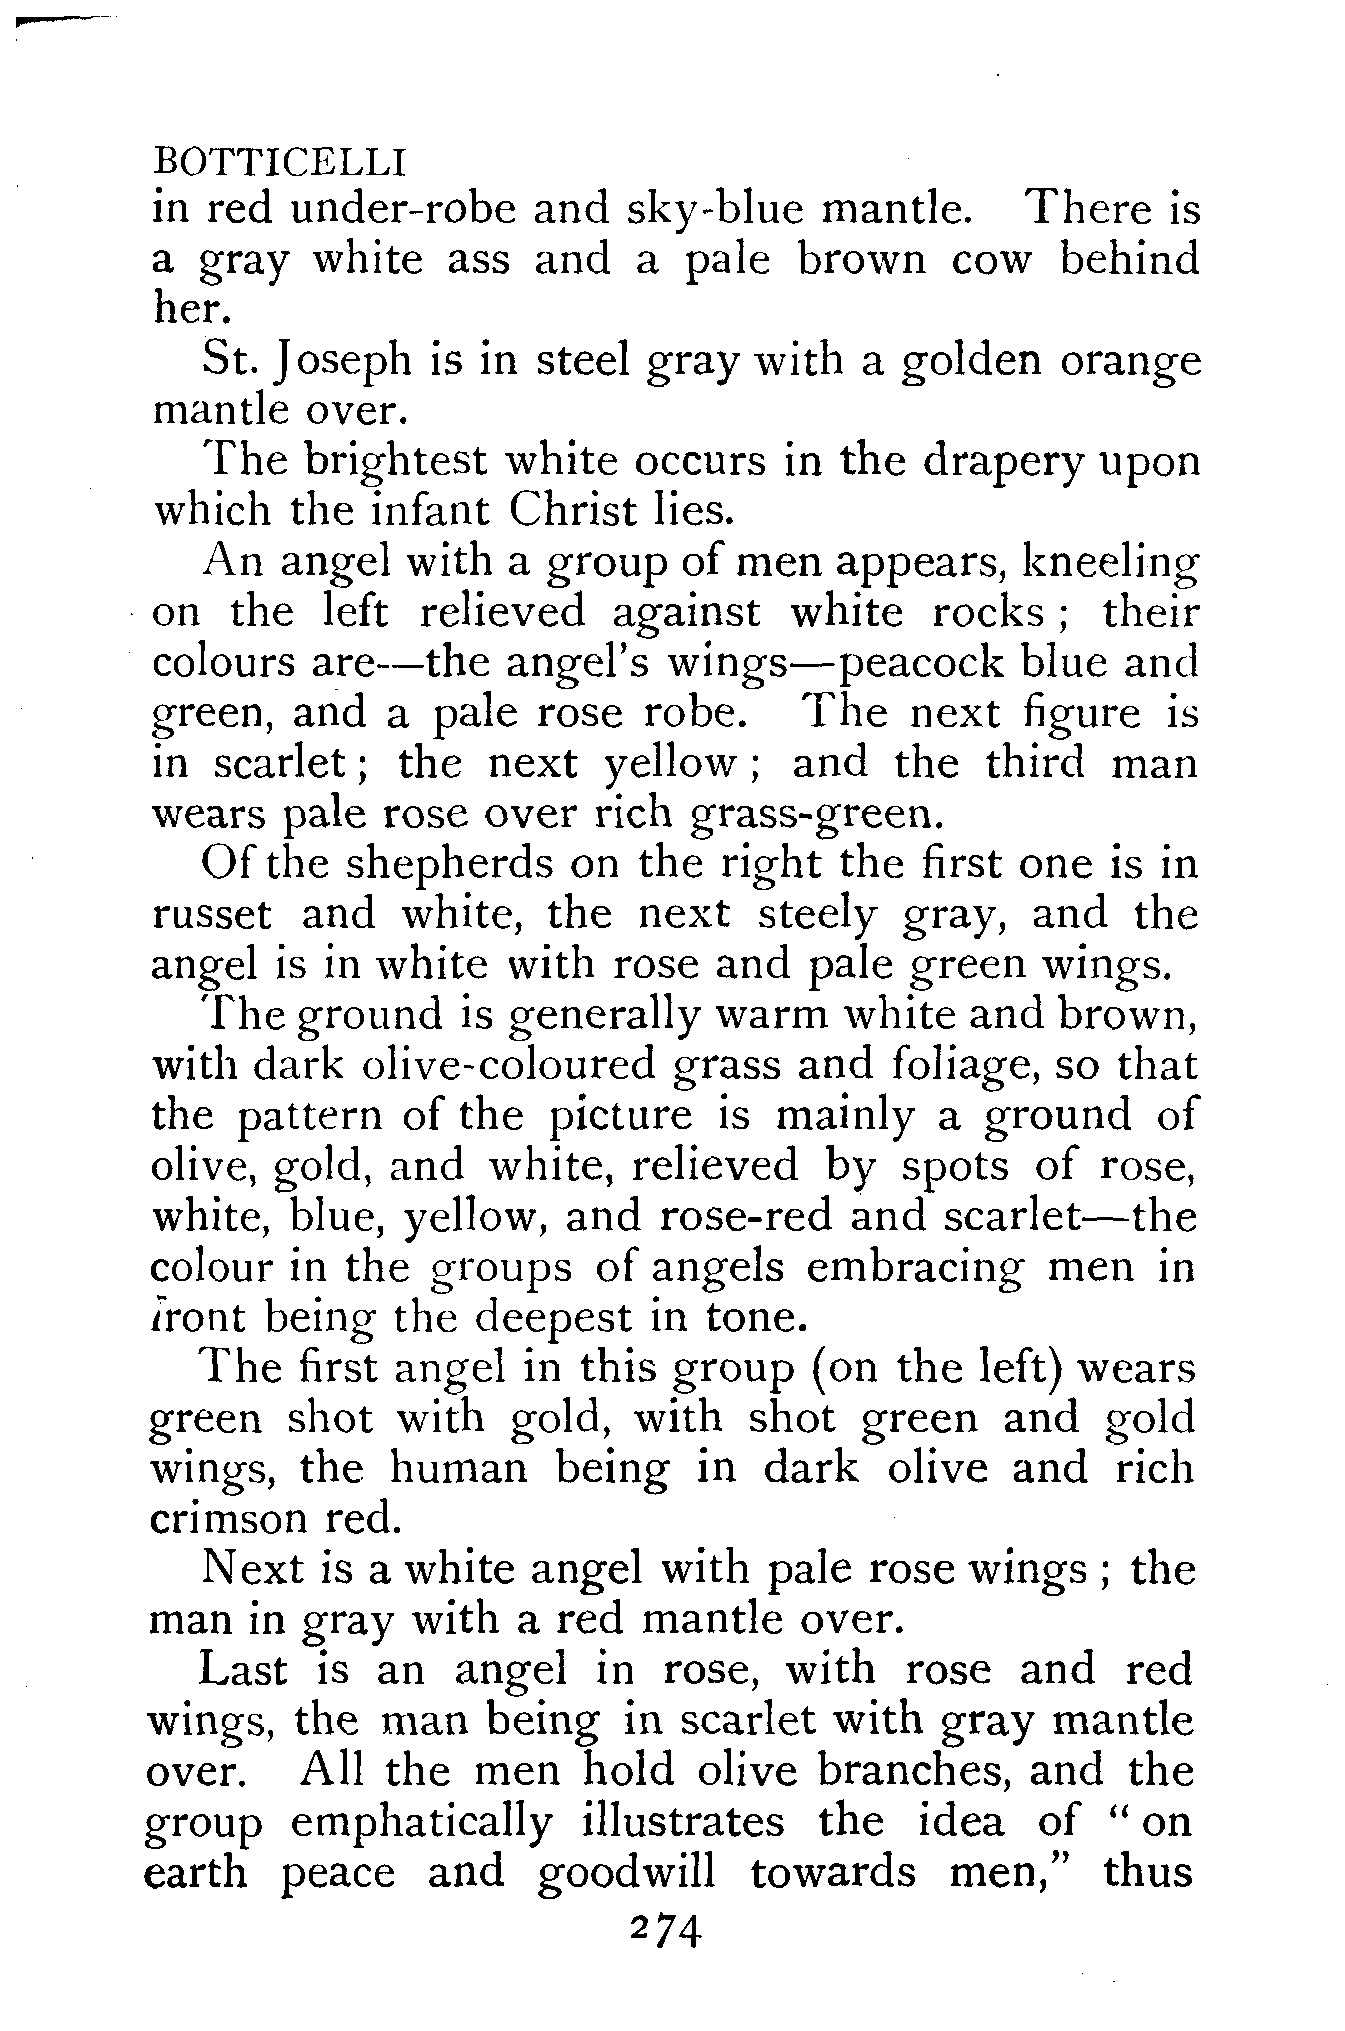 BOTTICELLI
in red under-robe and sky-blue mantle. There is
a gray white ass and a pale brown cow behind
her.
St. Joseph is in steel gray with a golden orange
mantle over.
The brightest white occurs in the drapery upon
which the infant Christ lies.
An angel with a group of men appears, kneeling
on the left relieved against white rocks ; their
colours are—the angel's wings—peacock blue and
green, and a pale rose robe. The next figure is
in scarlet ; the next yellow ; and the third man
wears pale rose over rich grass-green.
Of the shepherds on the right the first one is in
russet and white, the next steely gray, and the
angel is in white with rose and pale green wings.
The ground is generally warm white and brown,
with dark olive-coloured grass and foliage, so that
the pattern of the picture is mainly a ground of
olive, gold, and white, relieved by spots of rose,
white, blue, yellow, and rose-red and scarlet—the
colour in the groups of angels embracing men in
front being the deepest in tone.
The first angel in this group (on the left) wears
green shot with gold, with shot green and gold
wings, the human being in dark olive and rich
crimson red.
Next is a white angel with pale rose wings ; the
man in gray with a red mantle over.
Last is an angel in rose, with rose and red
wings, the man being in scarlet with gray mantle
over. All the men hold olive branches, and the
group emphatically illustrates the idea of “ on
earth peace and goodwill towards men,” thus
274